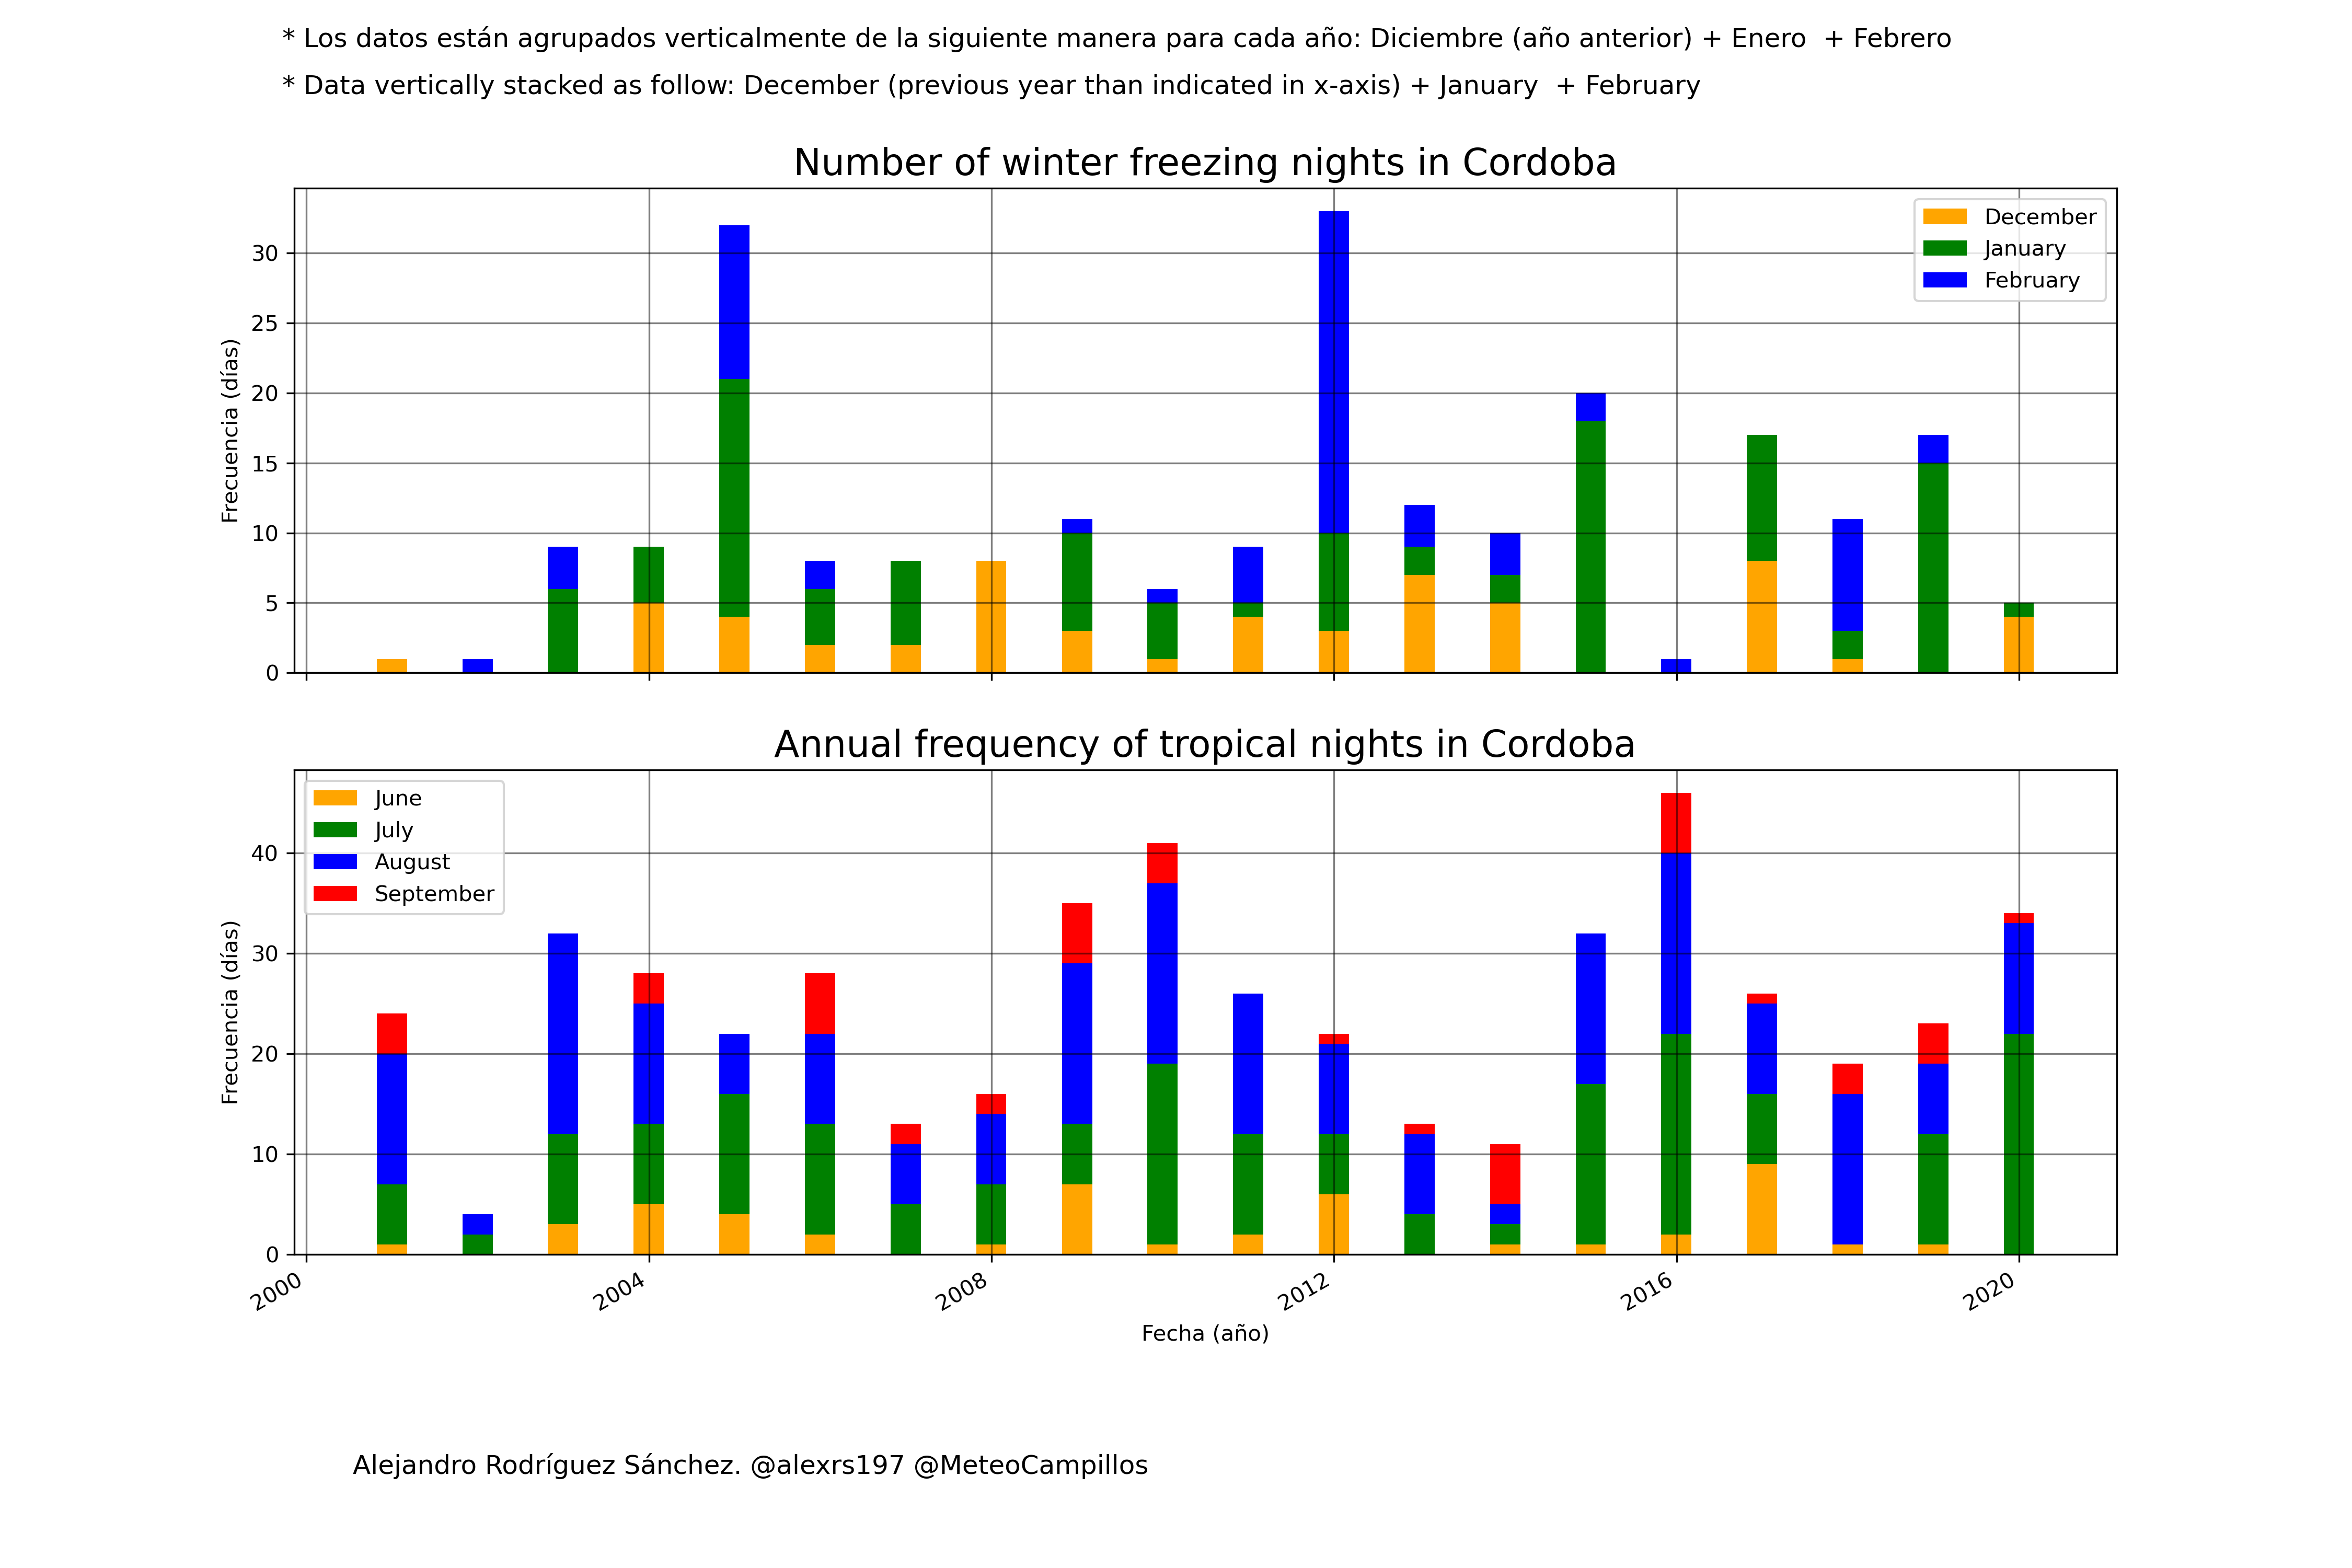 * Los datos están agrupados verticalmente de la siguiente manera para cada año: Diciembre (año anterior) + Enero  + Febrero
* Data vertically stacked as follow: December (previous year than indicated in x-axis) + January  + February
Number of winter freezing nights in Cordoba
Frecuencia (días)
30
25
20
15
10
5
0
December
January
February
Annual frequency of tropical nights in Cordoba
Frecuencia (días)
40
30
20
10
0
June
July
August
September
2000 2004 2008 2012 2016 2020
Fecha (año)
Alejandro Rodríguez Sánchez. @alexrs197 @MeteoCampillos